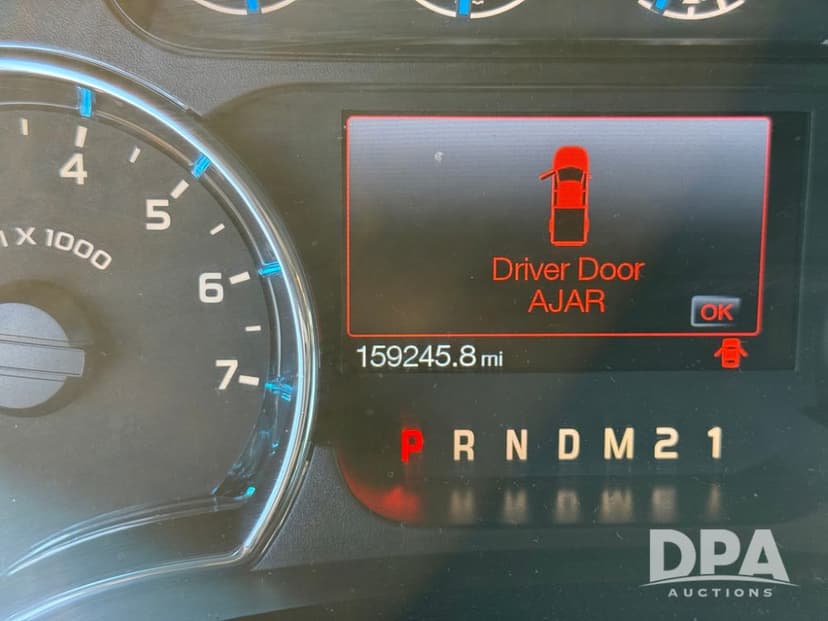 4
5
X 1000
6
7
Driver Door
AJAR
OK
159245.8 mi
P R N D M 2 1
DPA
AUCTIONS